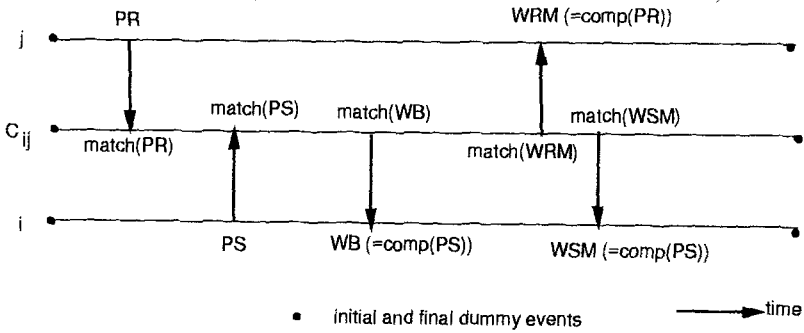 PR
WRM (=comp(PR))
j
match(PS)
match(WB)
match(WSM)
C ij
match(PR)
match(WRM)
i
PS
WB (=comp(PS))
WSM (=comp(PS))
• initial and final dummy events
time